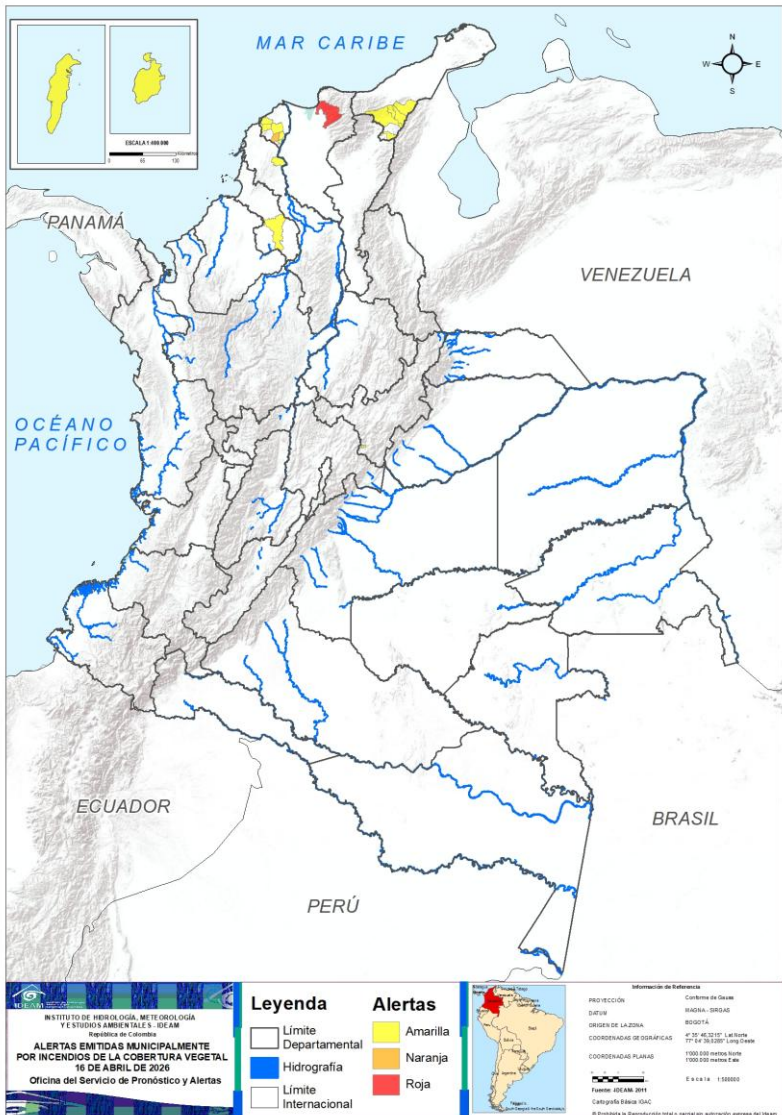 MAR CARIBE
N
W
E
S
ESCALA 1:400 000
PANAMÁ
VENEZUELA
OCÉANO
PACÍFICO
ECUADOR
BRASIL
PERÚ
IDEAM
INSTITUTO DE HIDROLOGÍA, METEOROLOGÍA
Y ESTUDIOS AMBIENTALES - IDEAM
República de Colombia
ALERTAS EMITIDAS MUNICIPALMENTE
POR INCENDIOS DE LA COBERTURA VEGETAL
16 DE ABRIL DE 2026
Oficina del Servicio de Pronóstico y Alertas
Leyenda
Límite
Departamental
Hidrografía
Límite
Internacional
Alertas
Amarilla
Naranja
Roja
Información de Referencia
PROYECCIÓN Conforme de Gauss
DATUM MAGNA - SIRGAS
ORIGEN DE LA ZONA BOGOTÁ
COORDENADAS GEOGRÁFICAS
COORDENADAS PLANAS 1'000.000 metros Norte
1'000.000 metros Este
Escala 1:500000
Fuente: IDEAM 2011
Cartografía Básica IGAC